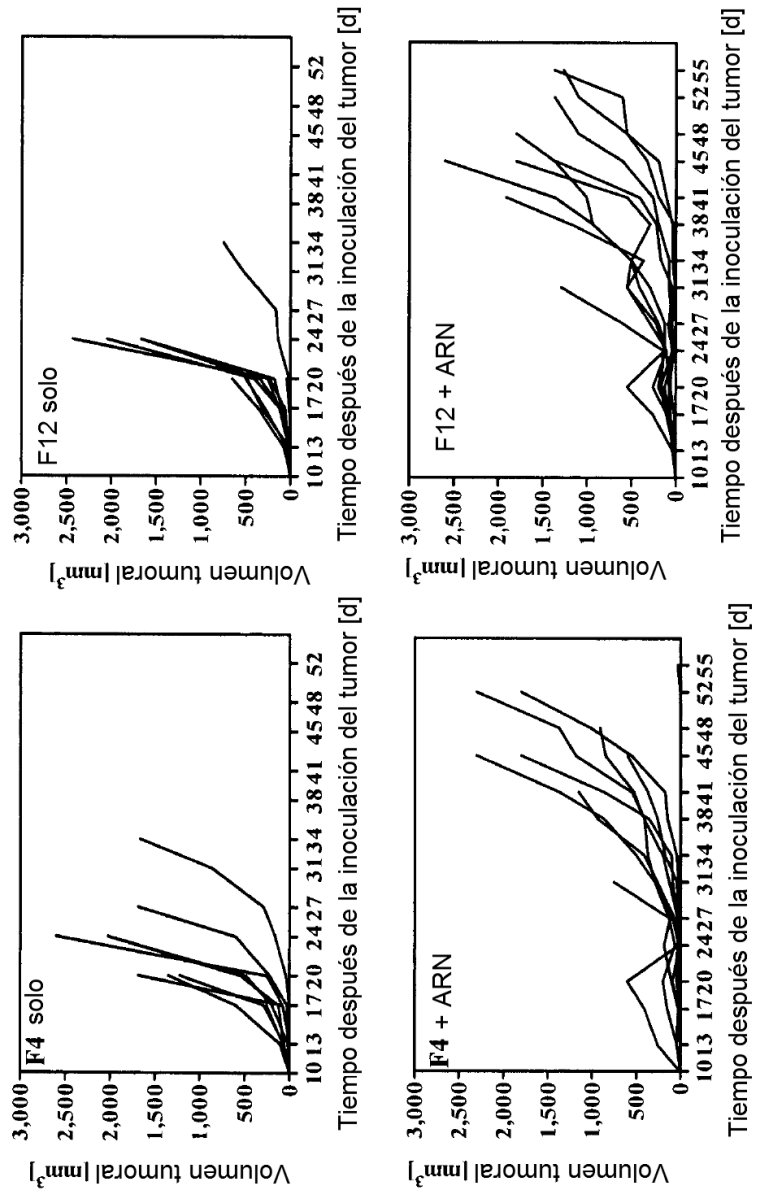 F4 solo
Volumen tumoral [mm³]
3,000
2,500
2,000
1,500
1,000
500
0
1013 1720 2427 3134 3841 4548 52
Tiempo después de la inoculación del tumor [d]
F12 solo
Volumen tumoral [mm³]
3,000
2,500
2,000
1,500
1,000
500
0
1013 1720 2427 3134 3841 4548 52
Tiempo después de la inoculación del tumor [d]
F4 + ARN
Volumen tumoral [mm³]
3,000
2,500
2,000
1,500
1,000
500
0
1013 1720 2427 3134 3841 4548 5255
Tiempo después de la inoculación del tumor [d]
F12 + ARN
Volumen tumoral [mm³]
3,000
2,500
2,000
1,500
1,000
500
0
1013 1720 2427 3134 3841 4548 5255
Tiempo después de la inoculación del tumor [d]